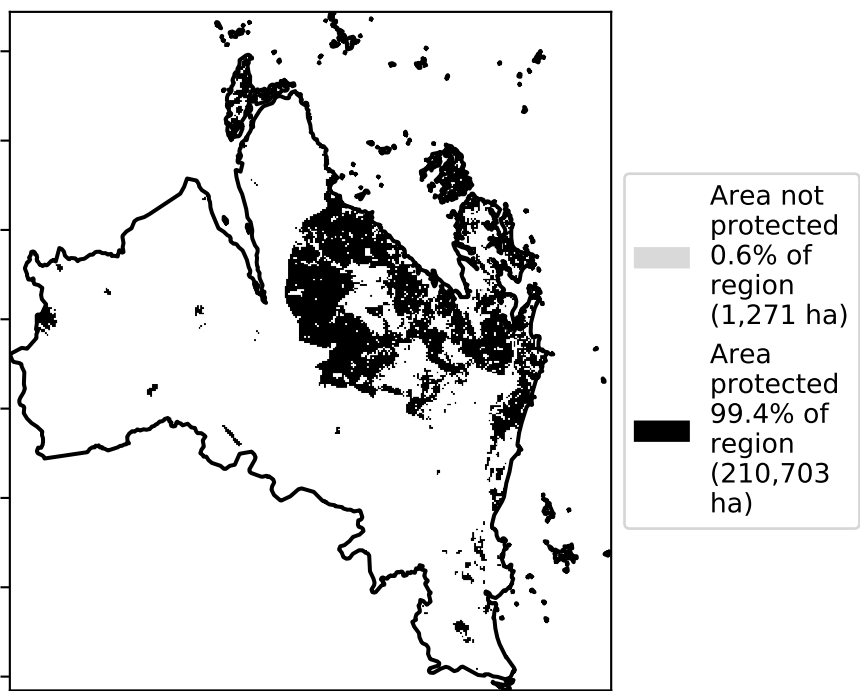 Area not
protected
0.6% of
region
(1,271 ha)
Area
protected
99.4% of
region
(210,703
ha)